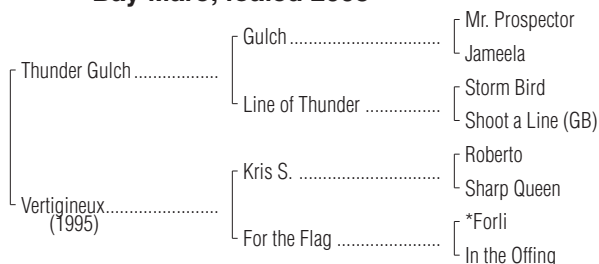 Bay Mare, foaled
Mr. Prospector
Gulch
Jameela
Thunder Gulch
Storm Bird
Line of Thunder
Shoot a Line (GB)
Roberto
Kris S.
Sharp Queen
Vertigineux
(1995)
*Forli
For the Flag
In the Offing